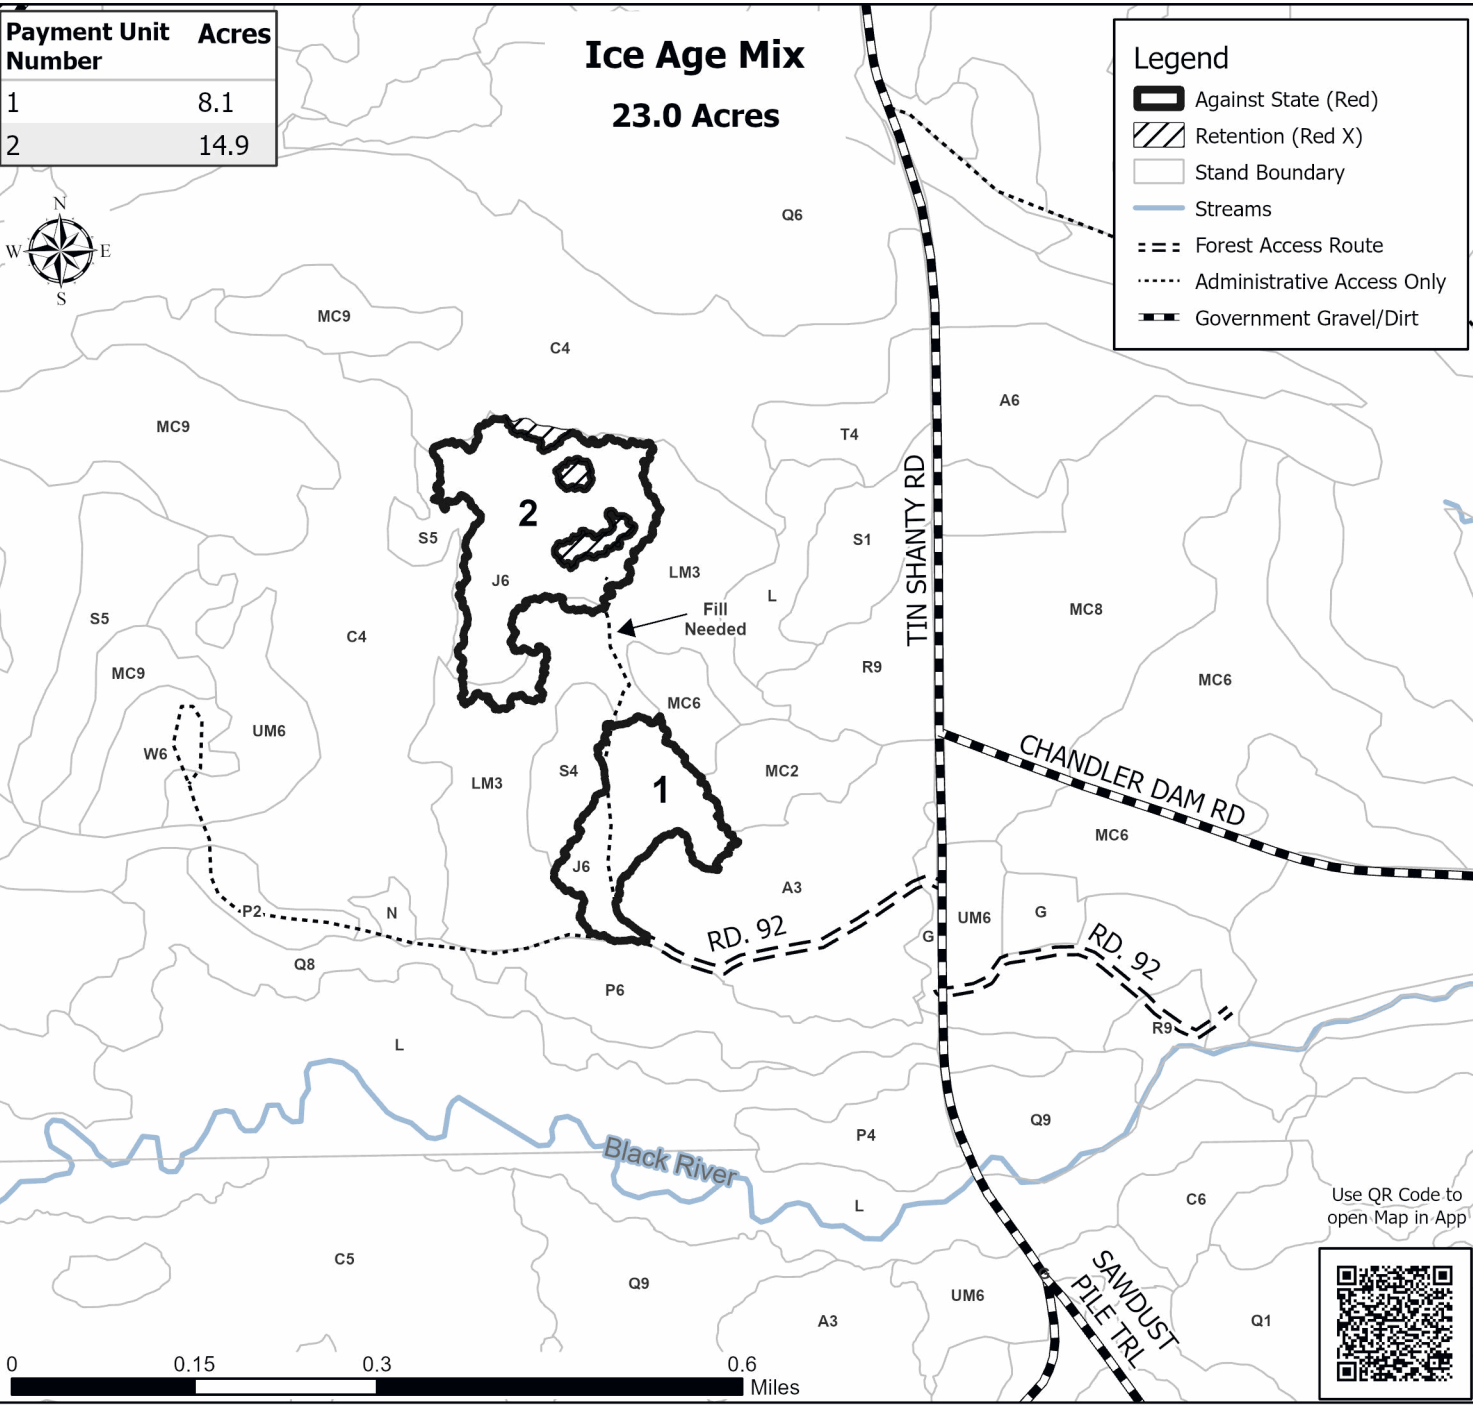 Payment Unit Number Acres
1 8.1
2 14.9
Ice Age Mix
23.0 Acres
Legend
Against State (Red)
Retention (Red X)
Stand Boundary
Streams
Forest Access Route
Administrative Access Only
Government Gravel/Dirt
N
W E
S
Q6
MC9
C4
A6
MC9
T4
2
S5
S1
TIN SHANTY RD
LM3
J6
L
Fill
Needed
MC8
S5
C4
R9
MC9
MC6
MC6
UM6
W6
S4
MC2
LM3
1
CHANDLER DAM RD
MC6
J6
A3
P2
N
UM6
G
RD. 92
G
RD. 92
Q8
P6
R9
L
Q9
P4
Black River
C6
L
Use QR Code to
open Map in App
C5
Q9
UM6
SAWDUST
PILE TRL
A3
Q1
0 0.15 0.3 0.6
Miles